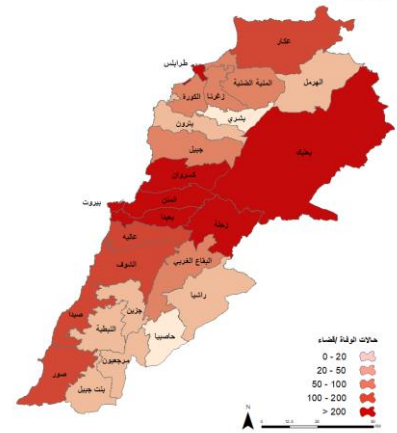 عكار
طرابلس
الهرمل
المنية الضنية
زغرتا
الكورة
بشري
بترون
بعلبك
جبيل
كسروان
المتن
بيروت
بعبدا
زحلة
عاليه
الشوف
البقاع الغربي
راشيا
صيدا
جزين
النبطية
حاصبيا
مرجعيون
صور
بنت جبيل
حالات الوفاة /قضاء
0 - 20
20 - 50
50 - 100
100 - 200
> 200
N